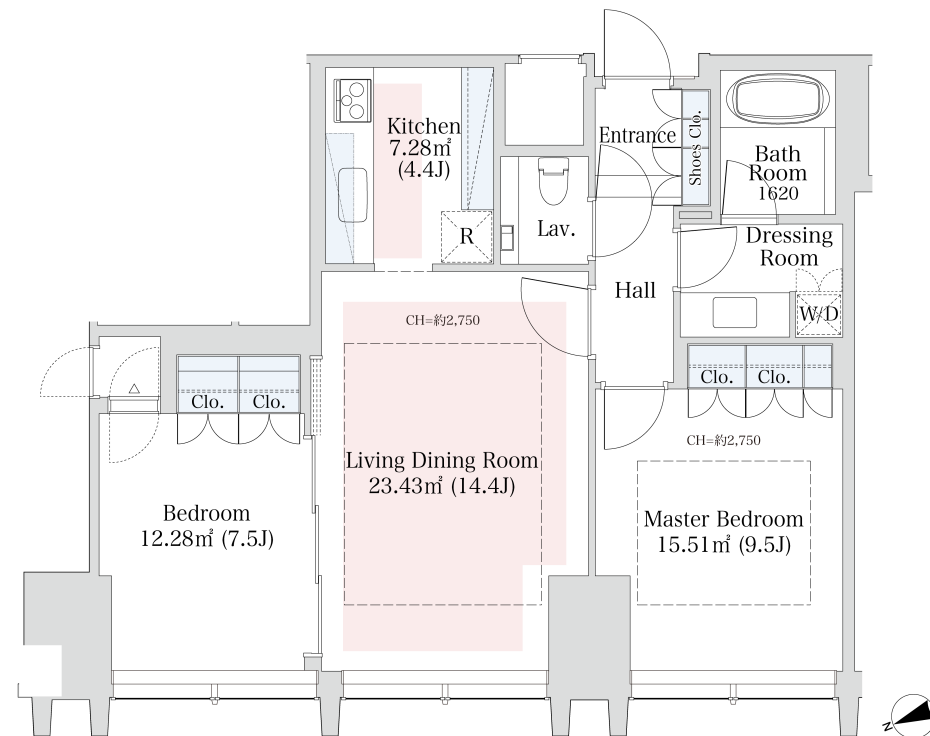 Kitchen
7.28㎡
(4.4J)
R
Lav.
Entrance
Shoes Clo.
Bath
Room
1620
Dressing
Room
W/D
Hall
CH=約2,750
Clo.
Clo.
Clo.
Clo.
CH=約2,750
Living Dining Room
23.43㎡ (14.4J)
Bedroom
12.28㎡ (7.5J)
Master Bedroom
15.51㎡ (9.5J)
N